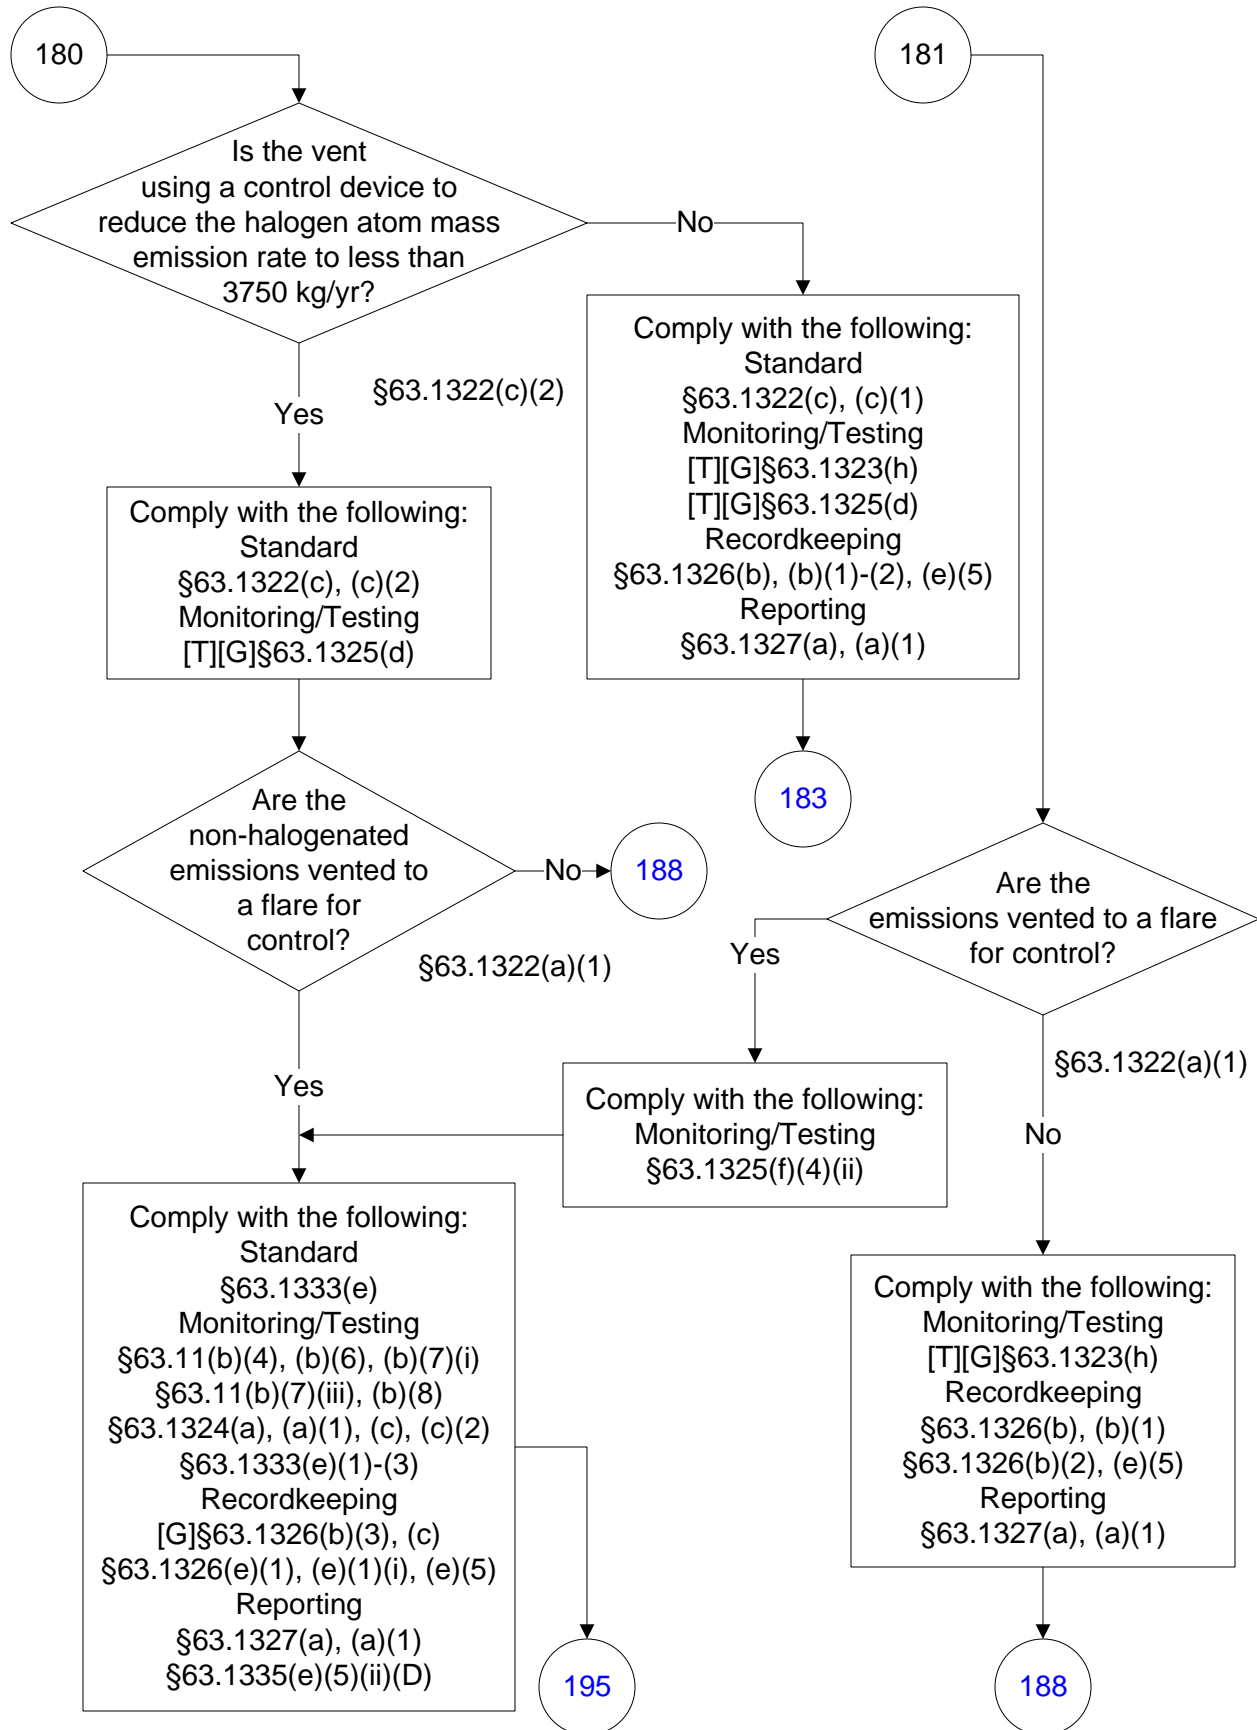 180
181
Is the vent
using a control device to
reduce the halogen atom mass
emission rate to less than
3750 kg/yr?
No
Yes
§63.1322(c)(2)
Comply with the following:
Standard
§63.1322(c), (c)(1)
Monitoring/Testing
[T][G]§63.1323(h)
[T][G]§63.1325(d)
Recordkeeping
§63.1326(b), (b)(1)-(2), (e)(5)
Reporting
§63.1327(a), (a)(1)
Comply with the following:
Standard
§63.1322(c), (c)(2)
Monitoring/Testing
[T][G]§63.1325(d)
183
Are the
non-halogenated
emissions vented to
a flare for
control?
No
188
§63.1322(a)(1)
Yes
Are the
emissions vented to a flare
for control?
Yes
§63.1322(a)(1)
No
Comply with the following:
Monitoring/Testing
§63.1325(f)(4)(ii)
Comply with the following:
Standard
§63.1333(e)
Monitoring/Testing
§63.11(b)(4), (b)(6), (b)(7)(i)
§63.11(b)(7)(iii), (b)(8)
§63.1324(a), (a)(1), (c), (c)(2)
§63.1333(e)(1)-(3)
Recordkeeping
[G]§63.1326(b)(3), (c)
§63.1326(e)(1), (e)(1)(i), (e)(5)
Reporting
§63.1327(a), (a)(1)
§63.1335(e)(5)(ii)(D)
195
Comply with the following:
Monitoring/Testing
[T][G]§63.1323(h)
Recordkeeping
§63.1326(b), (b)(1)
§63.1326(b)(2), (e)(5)
Reporting
§63.1327(a), (a)(1)
188